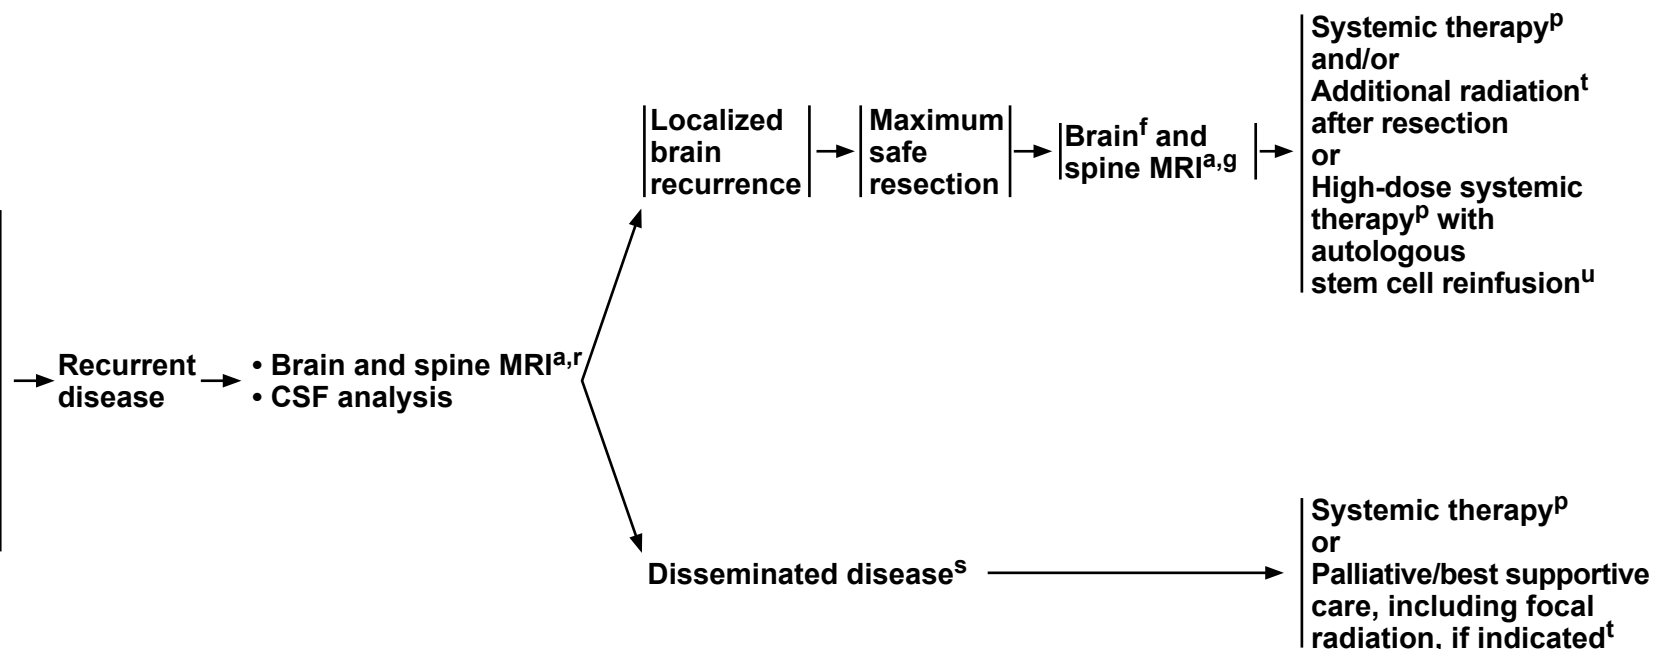 Recurrent
disease
• Brain and spine MRIa,r
• CSF analysis
Localized
brain
recurrence
Maximum
safe
resection
Brainf and
spine MRIa,g
Systemic therapyp
and/or
Additional radiationt
after resection
or
High-dose systemic
therapyp with
autologous
stem cell reinfusionu
Disseminated diseases
Systemic therapyp
or
Palliative/best supportive
care, including focal
radiation, if indicatedt